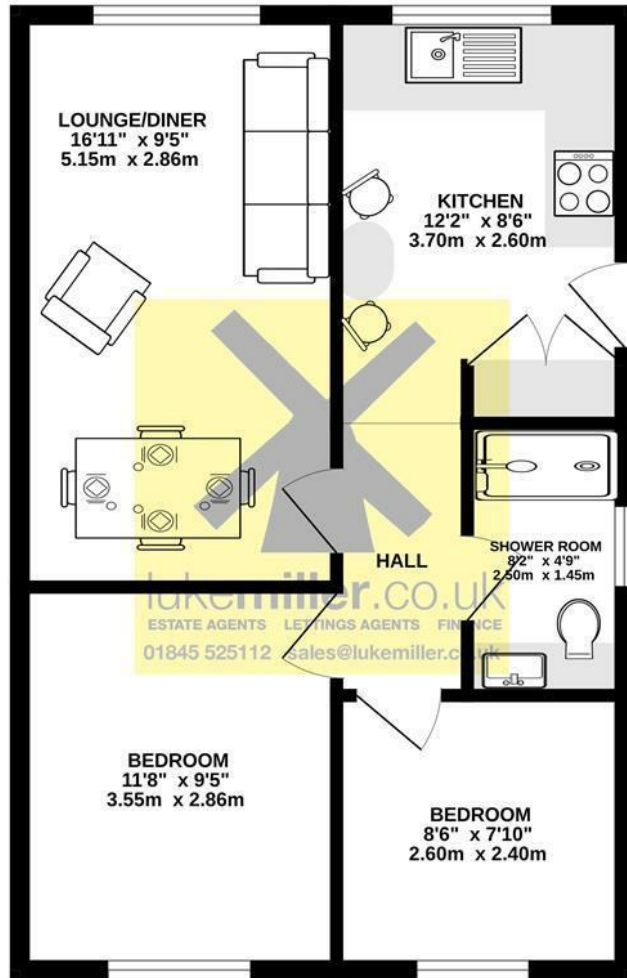 LOUNGE/DINER
16'11" x 9'5"
5.15m x 2.86m
KITCHEN
12'2" x 8'6"
3.70m x 2.60m
HALL
SHOWER ROOM
8'2" x 4'9"
2.50m x 1.45m
lukemiller.co.uk
ESTATE AGENTS LETTINGS AGENTS FINANCE
01845 525112 sales@lukemiller.co.uk
BEDROOM
11'8" x 9'5"
3.55m x 2.86m
BEDROOM
8'6" x 7'10"
2.60m x 2.40m